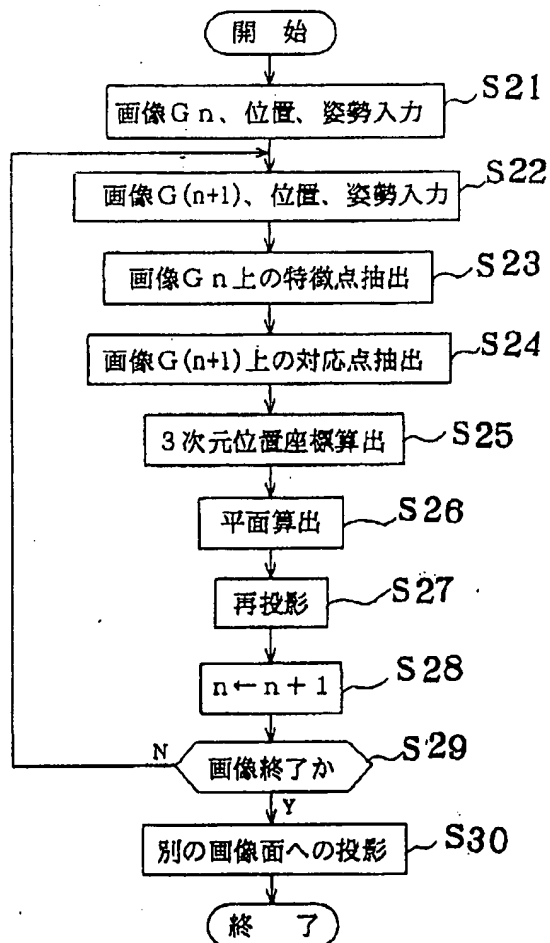 開 始
画像Gn、位置、姿勢入力 S21
画像G(n+1)、位置、姿勢入力 S22
画像Gn上の特徴点抽出 S23
画像G(n+1)上の対応点抽出 S24
3次元位置座標算出 S25
平面算出 S26
再投影 S27
n←n+1 S28
N 画像終了か S29
Y
別の画像面への投影 S30
終 了